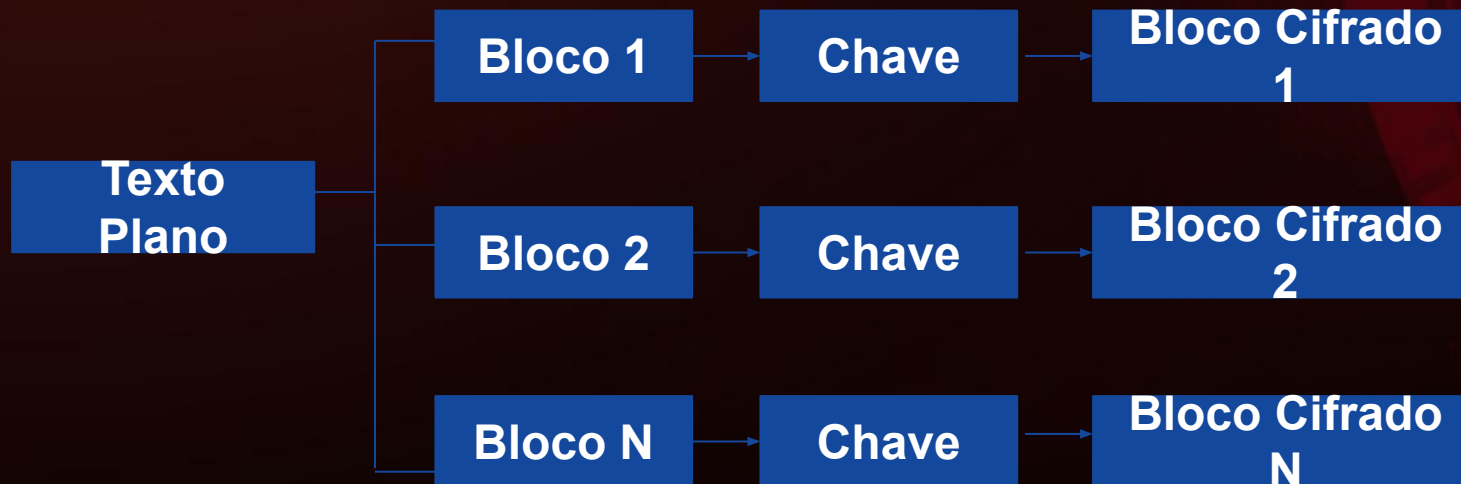 Bloco 1
Chave
Bloco Cifrado
1
Texto
Plano
Bloco 2
Chave
Bloco Cifrado
2
Bloco N
Chave
Bloco Cifrado
N